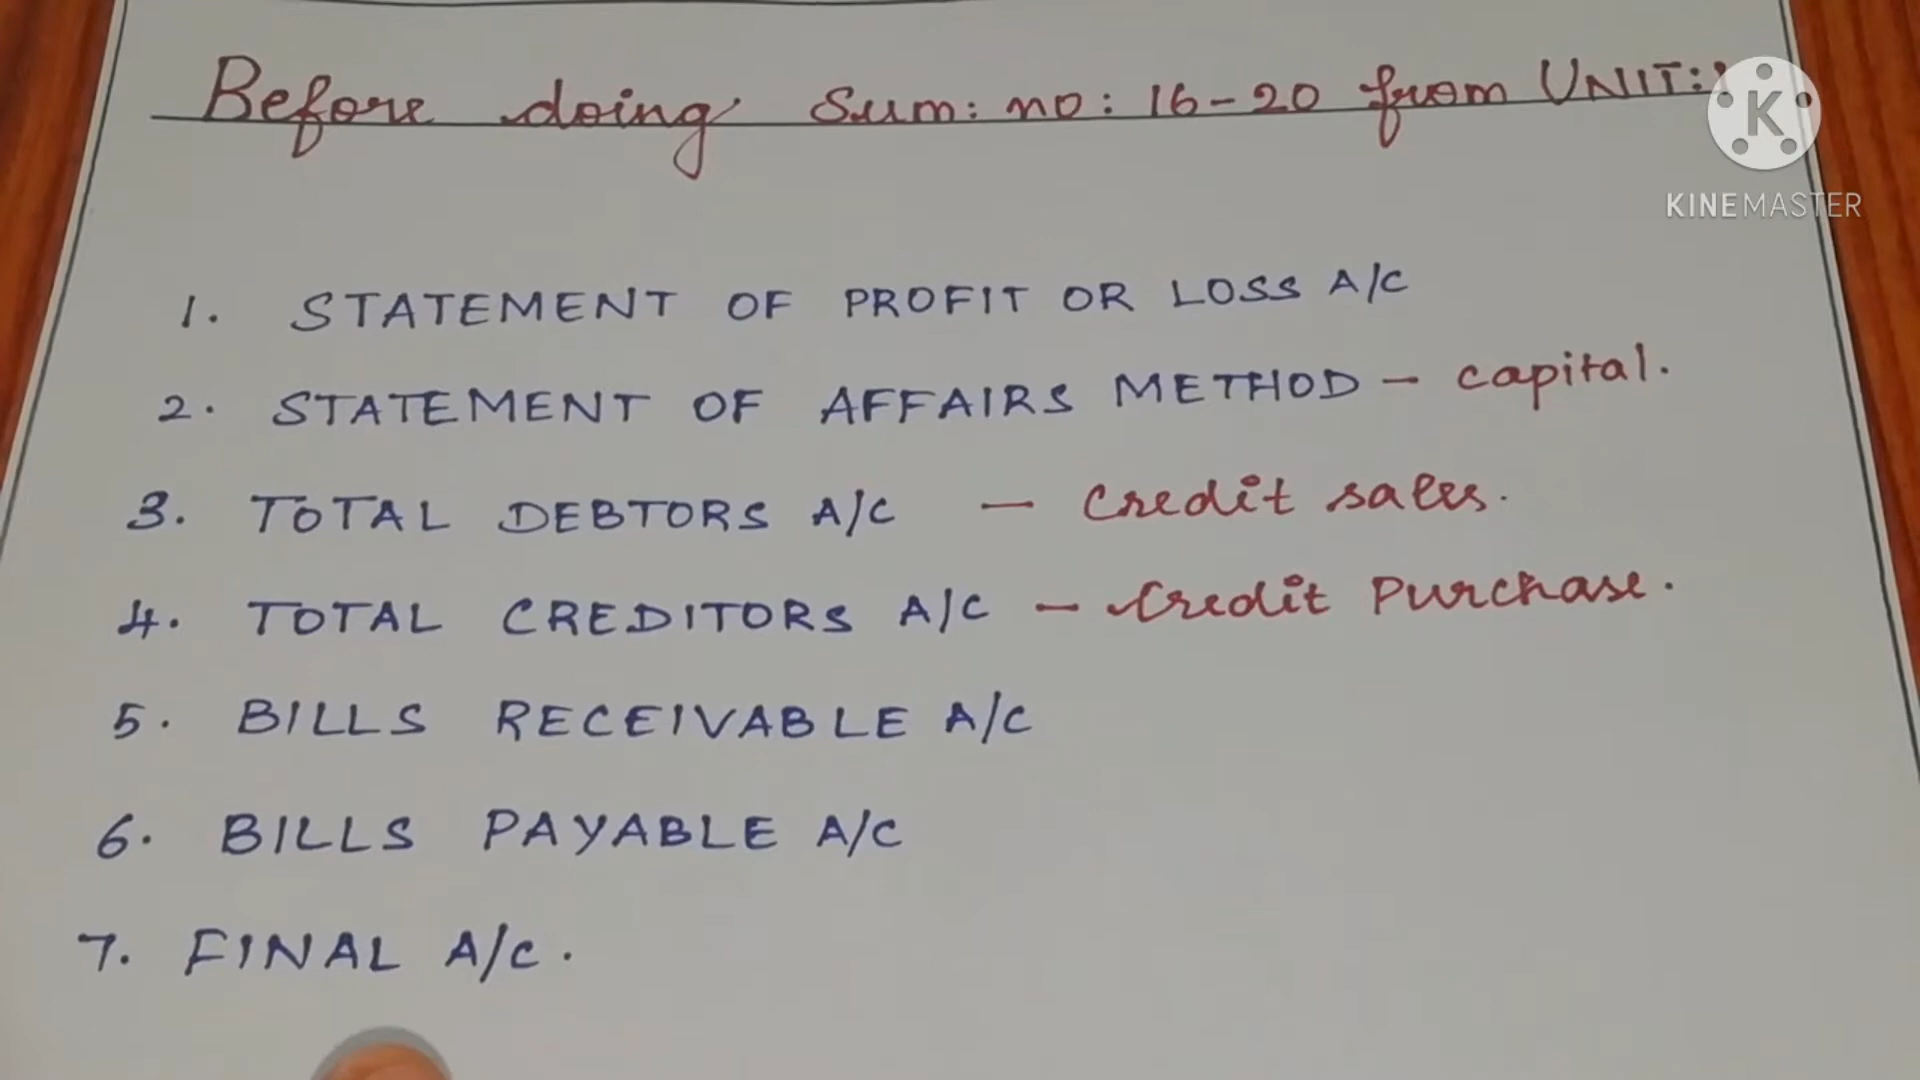 Before doing Sum: no: 16-20 from UNIT:
K
KINEMASTER
1. STATEMENT OF PROFIT OR LOSS A/C
2. STATEMENT OF AFFAIRS METHOD - capital.
3. TOTAL DEBTORS A/C - Credit sales.
4. TOTAL CREDITORS A/C - Credit Purchase.
5. BILLS RECEIVABLE A/C
6. BILLS PAYABLE A/C
7. FINAL A/C.